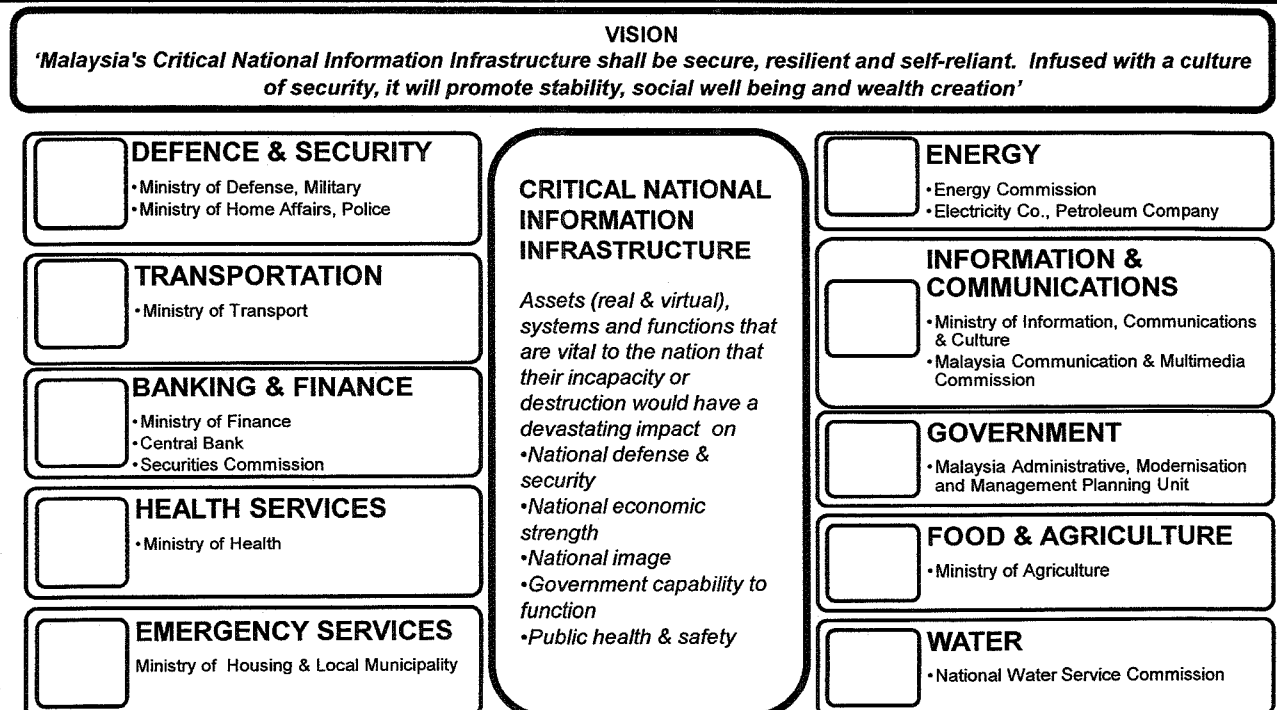 VISION
'Malaysia's Critical National Information Infrastructure shall be secure, resilient and self-reliant. Infused with a culture
of security, it will promote stability, social well being and wealth creation'
DEFENCE & SECURITY
•Ministry of Defense, Military
•Ministry of Home Affairs, Police
TRANSPORTATION
•Ministry of Transport
BANKING & FINANCE
•Ministry of Finance
•Central Bank
•Securities Commission
HEALTH SERVICES
•Ministry of Health
EMERGENCY SERVICES
Ministry of Housing & Local Municipality
CRITICAL NATIONAL
INFORMATION
INFRASTRUCTURE
Assets (real & virtual),
systems and functions that
are vital to the nation that
their incapacity or
destruction would have a
devastating impact on
•National defense &
security
•National economic
strength
•National image
•Government capability to
function
•Public health & safety
ENERGY
•Energy Commission
•Electricity Co., Petroleum Company
INFORMATION &
COMMUNICATIONS
•Ministry of Information, Communications
& Culture
•Malaysia Communication & Multimedia
Commission
GOVERNMENT
•Malaysia Administrative, Modernisation
and Management Planning Unit
FOOD & AGRICULTURE
•Ministry of Agriculture
WATER
•National Water Service Commission